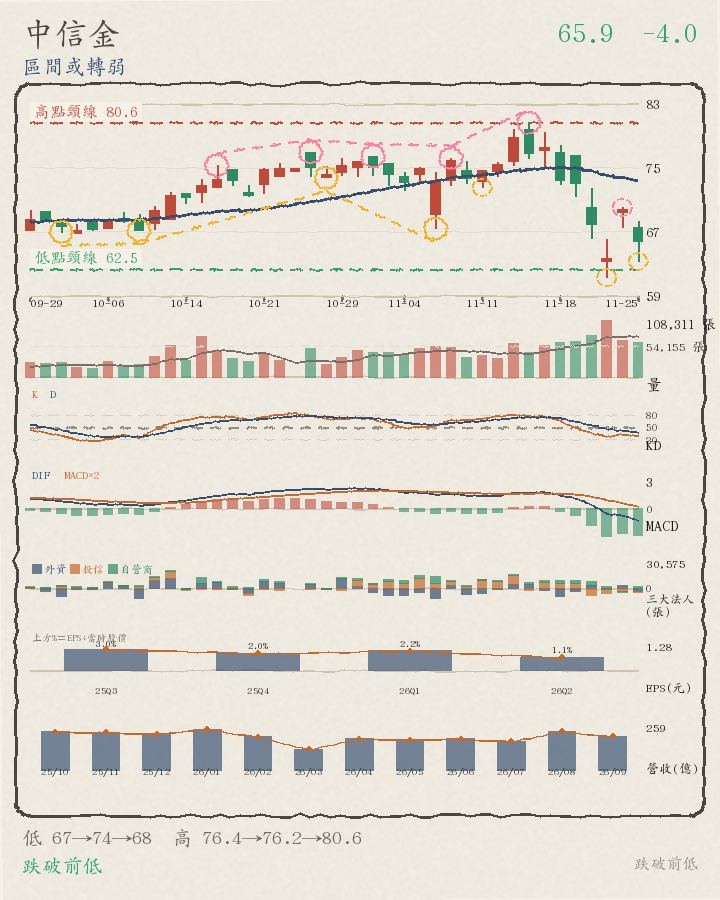 中信金
65.9 -4.0
區間或轉弱
高點頸線 80.6
83
75
67
低點頸線 62.5
59
09-29 10-06 10-14 10-21 10-29 11-04 11-11 11-18 11-25
108,311 張
54,155 張
量
K D
80
50
20
KD
DIF MACD×2
3
0
MACD
外資 投信 自營商
30,575
0
三大法人
(張)
上方%=EPS÷當時股價
3.0% 2.0% 2.2% 1.1%
1.28
25Q3 25Q4 26Q1 26Q2
EPS(元)
259
25/10 25/11 25/12 26/01 26/02 26/03 26/04 26/05 26/06 26/07 26/08 26/09
營收(億)
低 67→74→68 高 76.4→76.2→80.6
跌破前低
跌破前低